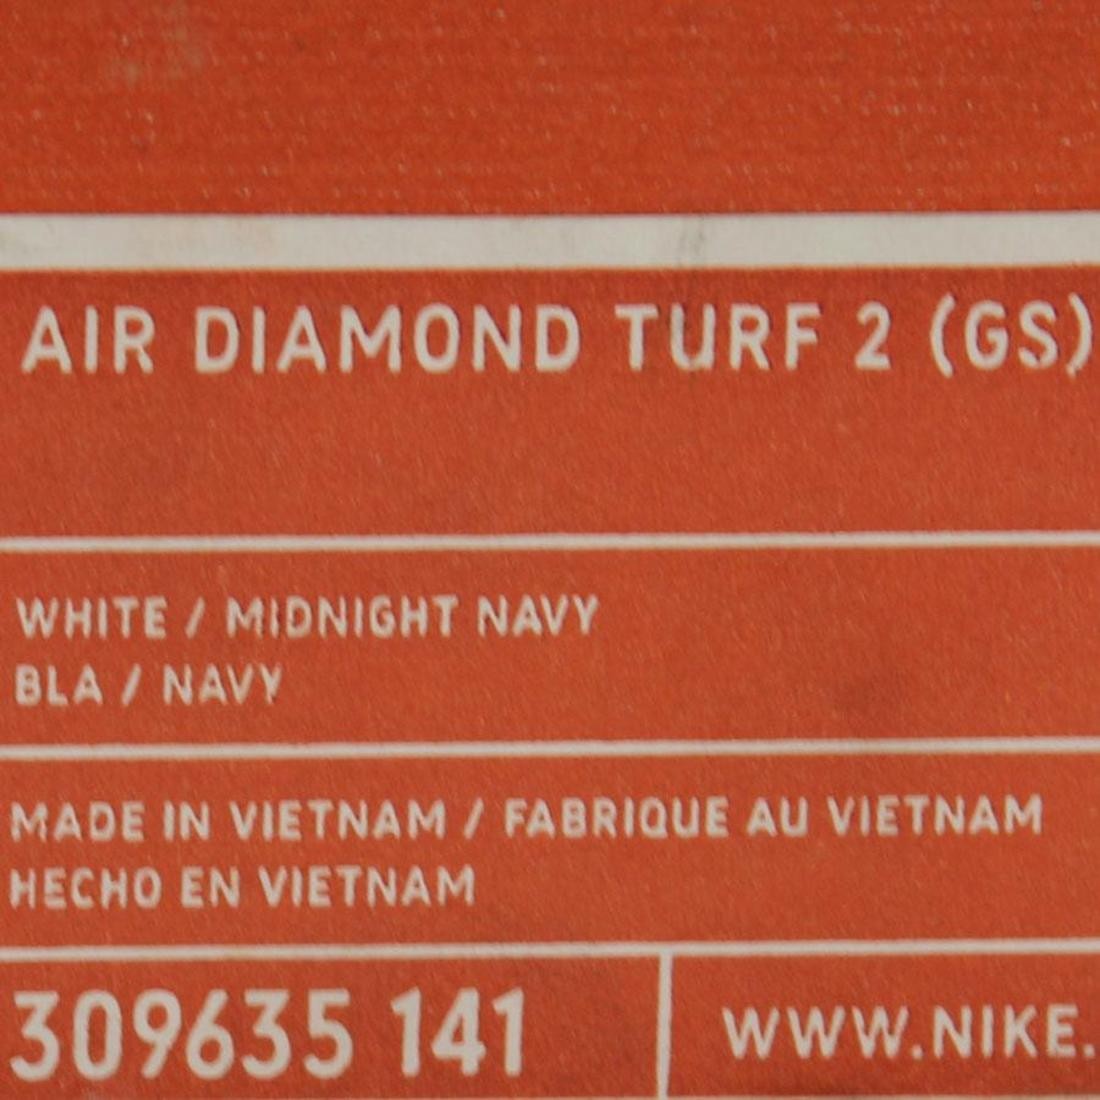 AIR DIAMOND TURF 2 (GS)
WHITE / MIDNIGHT NAVY
BLA / NAVY
MADE IN VIETNAM / FABRIQUE AU VIETNAM
HECHO EN VIETNAM
309635 141
WWW.NIKE.